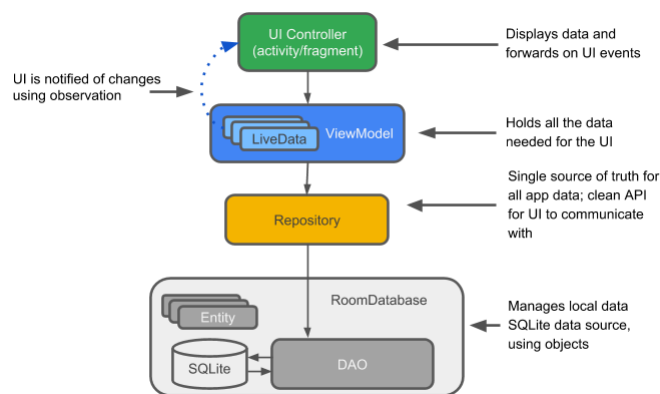 UI Controller
(activity/fragment)
Displays data and
forwards on UI events
UI is notified of changes
using observation
LiveData
ViewModel
Holds all the data
needed for the UI
Single source of truth for
all app data; clean API
for UI to communicate
with
Repository
RoomDatabase
Entity
SQLite
DAO
Manages local data
SQLite data source,
using objects